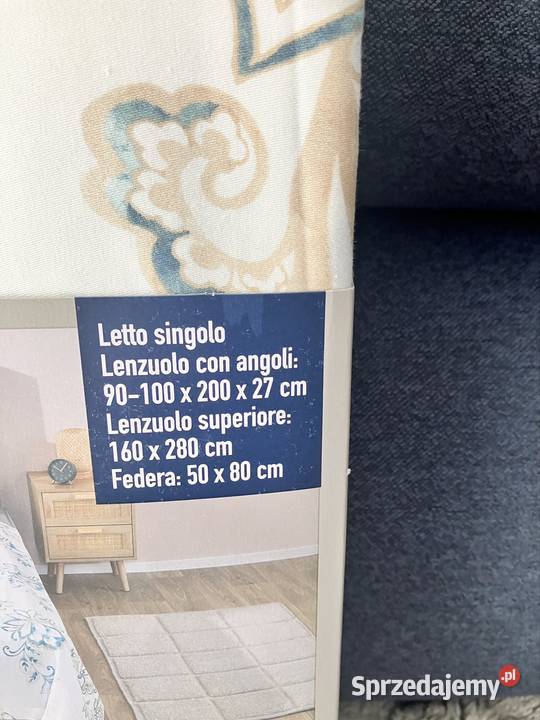 Letto singolo
Lenzuolo con angoli:
90–100 x 200 x 27 cm
Lenzuolo superiore:
160 x 280 cm
Federa: 50 x 80 cm
Sprzedajemy.pl